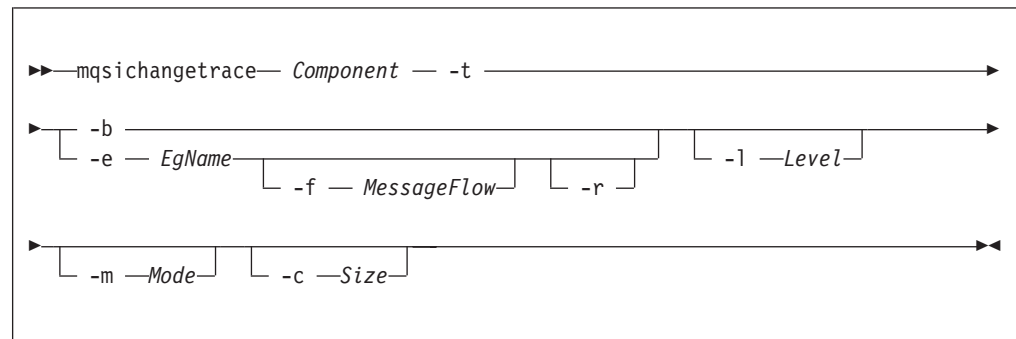 mqsichangetrace Component -t
-b
-e EgName -l Level
-f MessageFlow -r
-m Mode -c Size